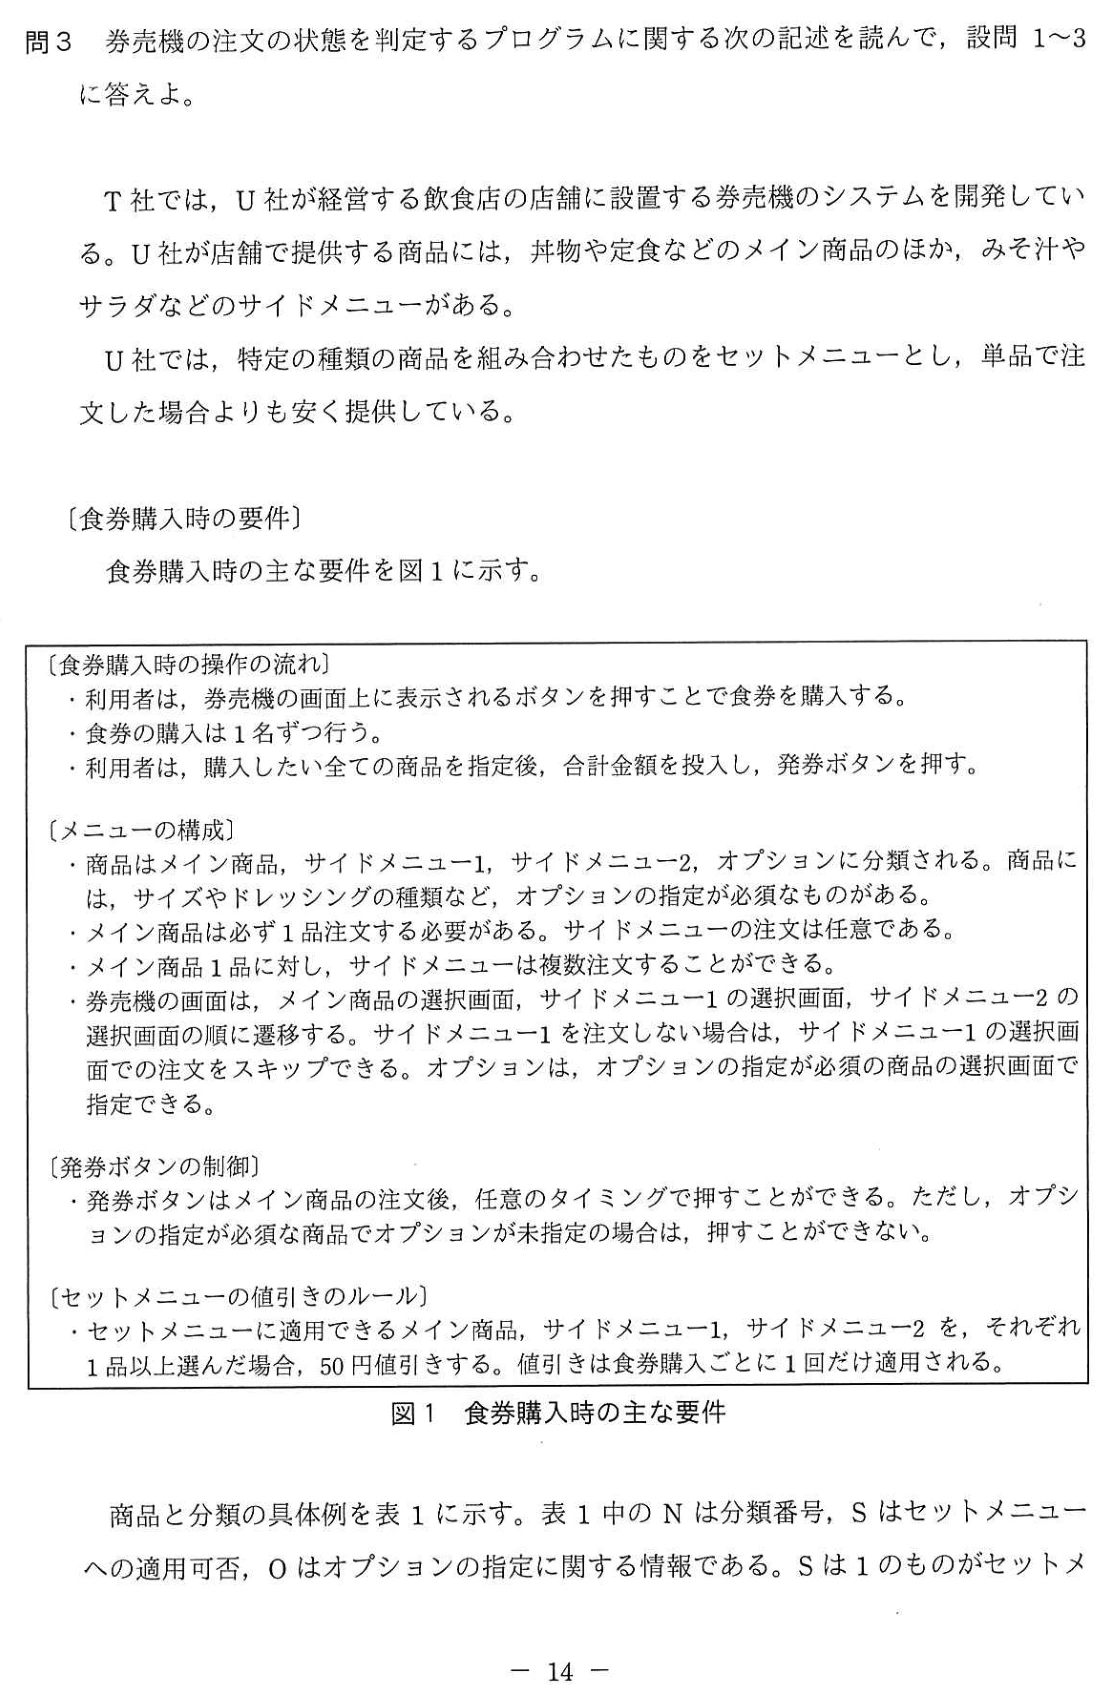 問3　券売機の注文の状態を判定するプログラムに関する次の記述を読んで，設問 1～3
に答えよ。
T 社では，U 社が経営する飲食店の店舗に設置する券売機のシステムを開発してい
る。U 社が店舗で提供する商品には，丼物や定食などのメイン商品のほか，みそ汁や
サラダなどのサイドメニューがある。
U 社では，特定の種類の商品を組み合わせたものをセットメニューとし，単品で注
文した場合よりも安く提供している。
〔食券購入時の要件〕
食券購入時の主な要件を図 1 に示す。
〔食券購入時の操作の流れ〕
・利用者は，券売機の画面上に表示されるボタンを押すことで食券を購入する。
・食券の購入は 1 名ずつ行う。
・利用者は，購入したい全ての商品を指定後，合計金額を投入し，発券ボタンを押す。
〔メニューの構成〕
・商品はメイン商品，サイドメニュー1，サイドメニュー2，オプションに分類される。商品に
は，サイズやドレッシングの種類など，オプションの指定が必須なものがある。
・メイン商品は必ず 1 品注文する必要がある。サイドメニューの注文は任意である。
・メイン商品 1 品に対し，サイドメニューは複数注文することができる。
・券売機の画面は，メイン商品の選択画面，サイドメニュー1 の選択画面，サイドメニュー2 の
選択画面の順に遷移する。サイドメニュー1 を注文しない場合は，サイドメニュー1 の選択画
面での注文をスキップできる。オプションは，オプションの指定が必須の商品の選択画面で
指定できる。
〔発券ボタンの制御〕
・発券ボタンはメイン商品の注文後，任意のタイミングで押すことができる。ただし，オプシ
ョンの指定が必須な商品でオプションが未指定の場合は，押すことができない。
〔セットメニューの値引きのルール〕
・セットメニューに適用できるメイン商品，サイドメニュー1，サイドメニュー2 を，それぞれ
1 品以上選んだ場合，50 円値引きする。値引きは食券購入ごとに 1 回だけ適用される。
図 1　食券購入時の主な要件
商品と分類の具体例を表 1 に示す。表 1 中の N は分類番号，S はセットメニュー
への適用可否，O はオプションの指定に関する情報である。S は 1 のものがセットメ
－ 14 －